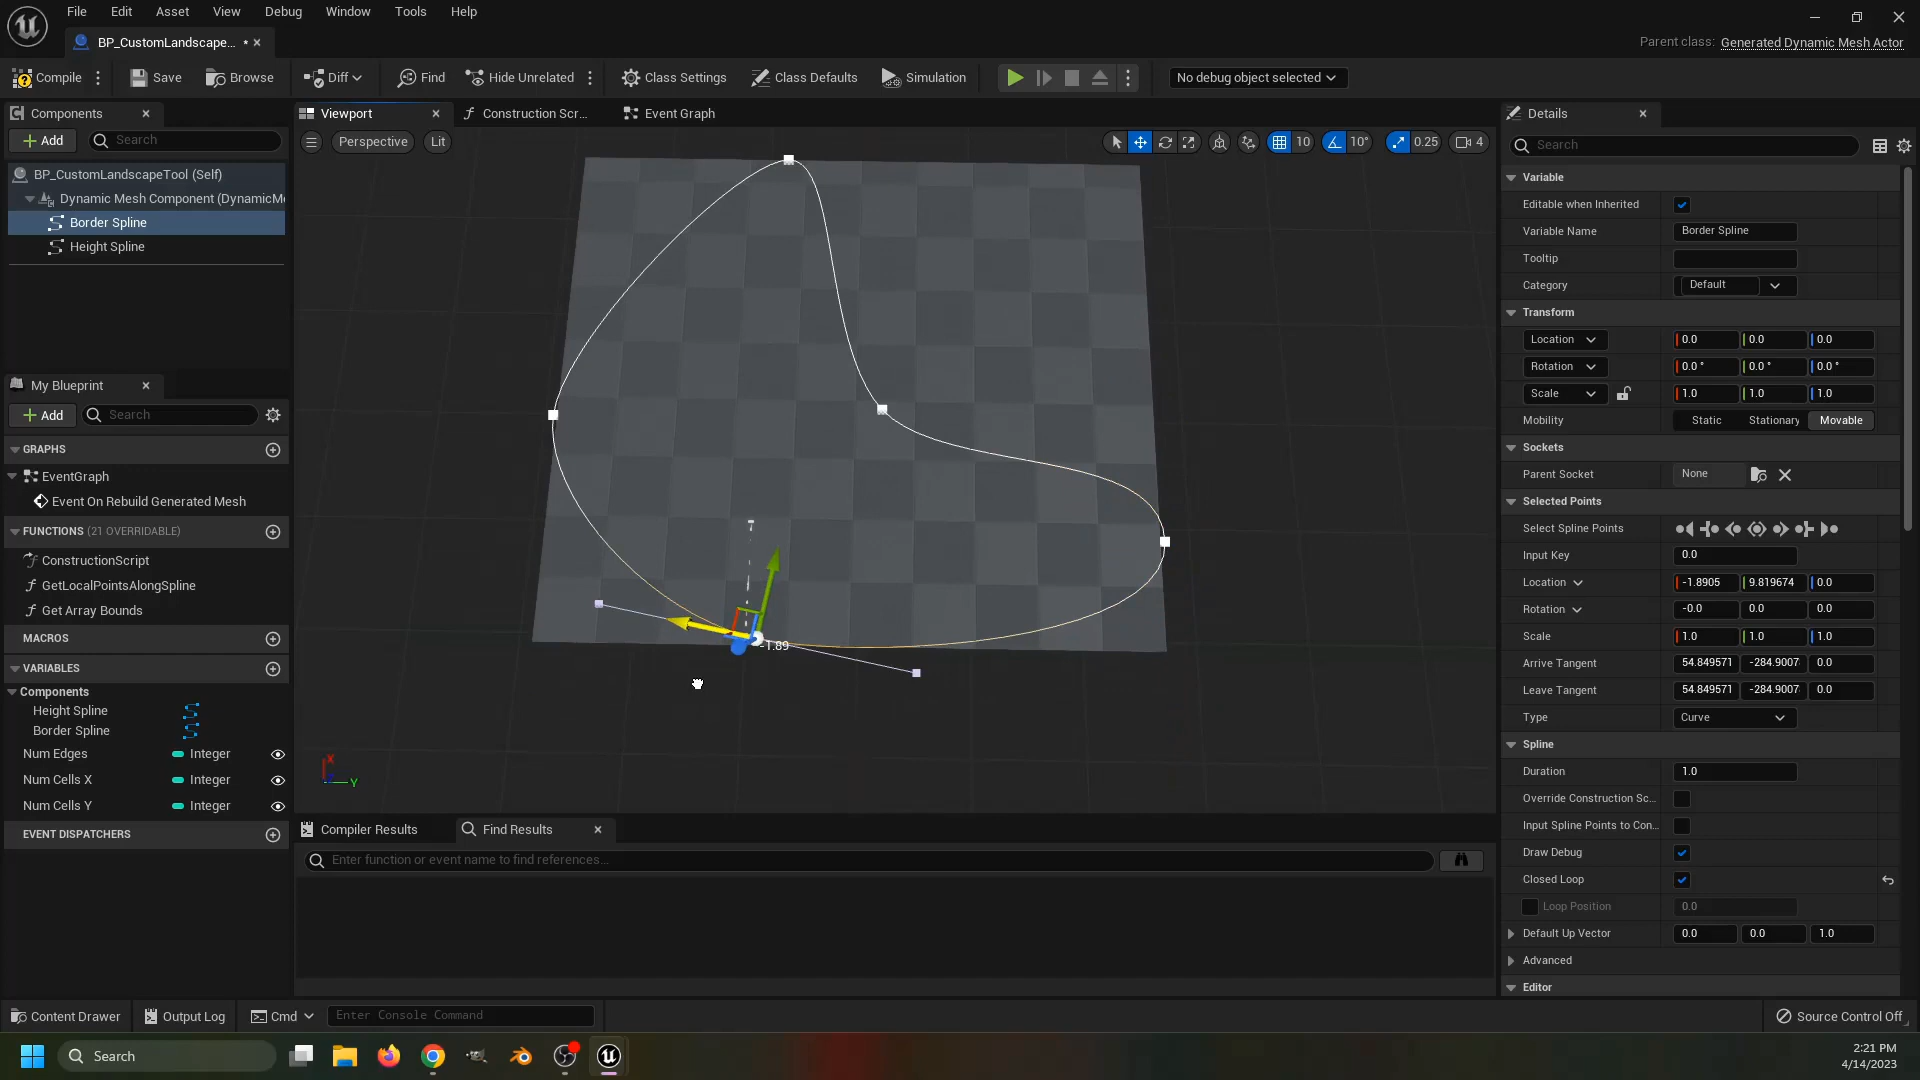 File Edit Asset View Debug Window Tools Help
BP_CustomLandscape... * ×
Parent class: Generated Dynamic Mesh Actor
Compile Save Browse Diff Find Hide Unrelated Class Settings Class Defaults Simulation No debug object selected
Components
Add Search
BP_CustomLandscapeTool (Self)
Dynamic Mesh Component (DynamicMe
Border Spline
Height Spline
My Blueprint
Add Search
GRAPHS
EventGraph
Event On Rebuild Generated Mesh
FUNCTIONS (21 OVERRIDABLE)
ConstructionScript
GetLocalPointsAlongSpline
Get Array Bounds
MACROS
VARIABLES
Components
Height Spline
Border Spline
Num Edges Integer
Num Cells X Integer
Num Cells Y Integer
EVENT DISPATCHERS
Viewport Construction Scr... Event Graph
Perspective Lit 10 10° 0.25 4
-1.89
X
Y
Compiler Results Find Results
Enter function or event name to find references...
Details
Search
Variable
Editable when Inherited
Variable Name Border Spline
Tooltip
Category Default
Transform
Location 0.0 0.0 0.0
Rotation 0.0 ° 0.0 ° 0.0 °
Scale 1.0 1.0 1.0
Mobility Static Stationary Movable
Sockets
Parent Socket None
Selected Points
Select Spline Points
Input Key 0.0
Location -1.8905 9.819674 0.0
Rotation -0.0 0.0 0.0
Scale 1.0 1.0 1.0
Arrive Tangent 54.849571 -284.9007 0.0
Leave Tangent 54.849571 -284.9007 0.0
Type Curve
Spline
Duration 1.0
Override Construction Sc...
Input Spline Points to Con...
Draw Debug
Closed Loop
Loop Position 0.0
Default Up Vector 0.0 0.0 1.0
Advanced
Editor
Content Drawer Output Log Cmd Enter Console Command Source Control Off
Search
2:21 PM
4/14/2023